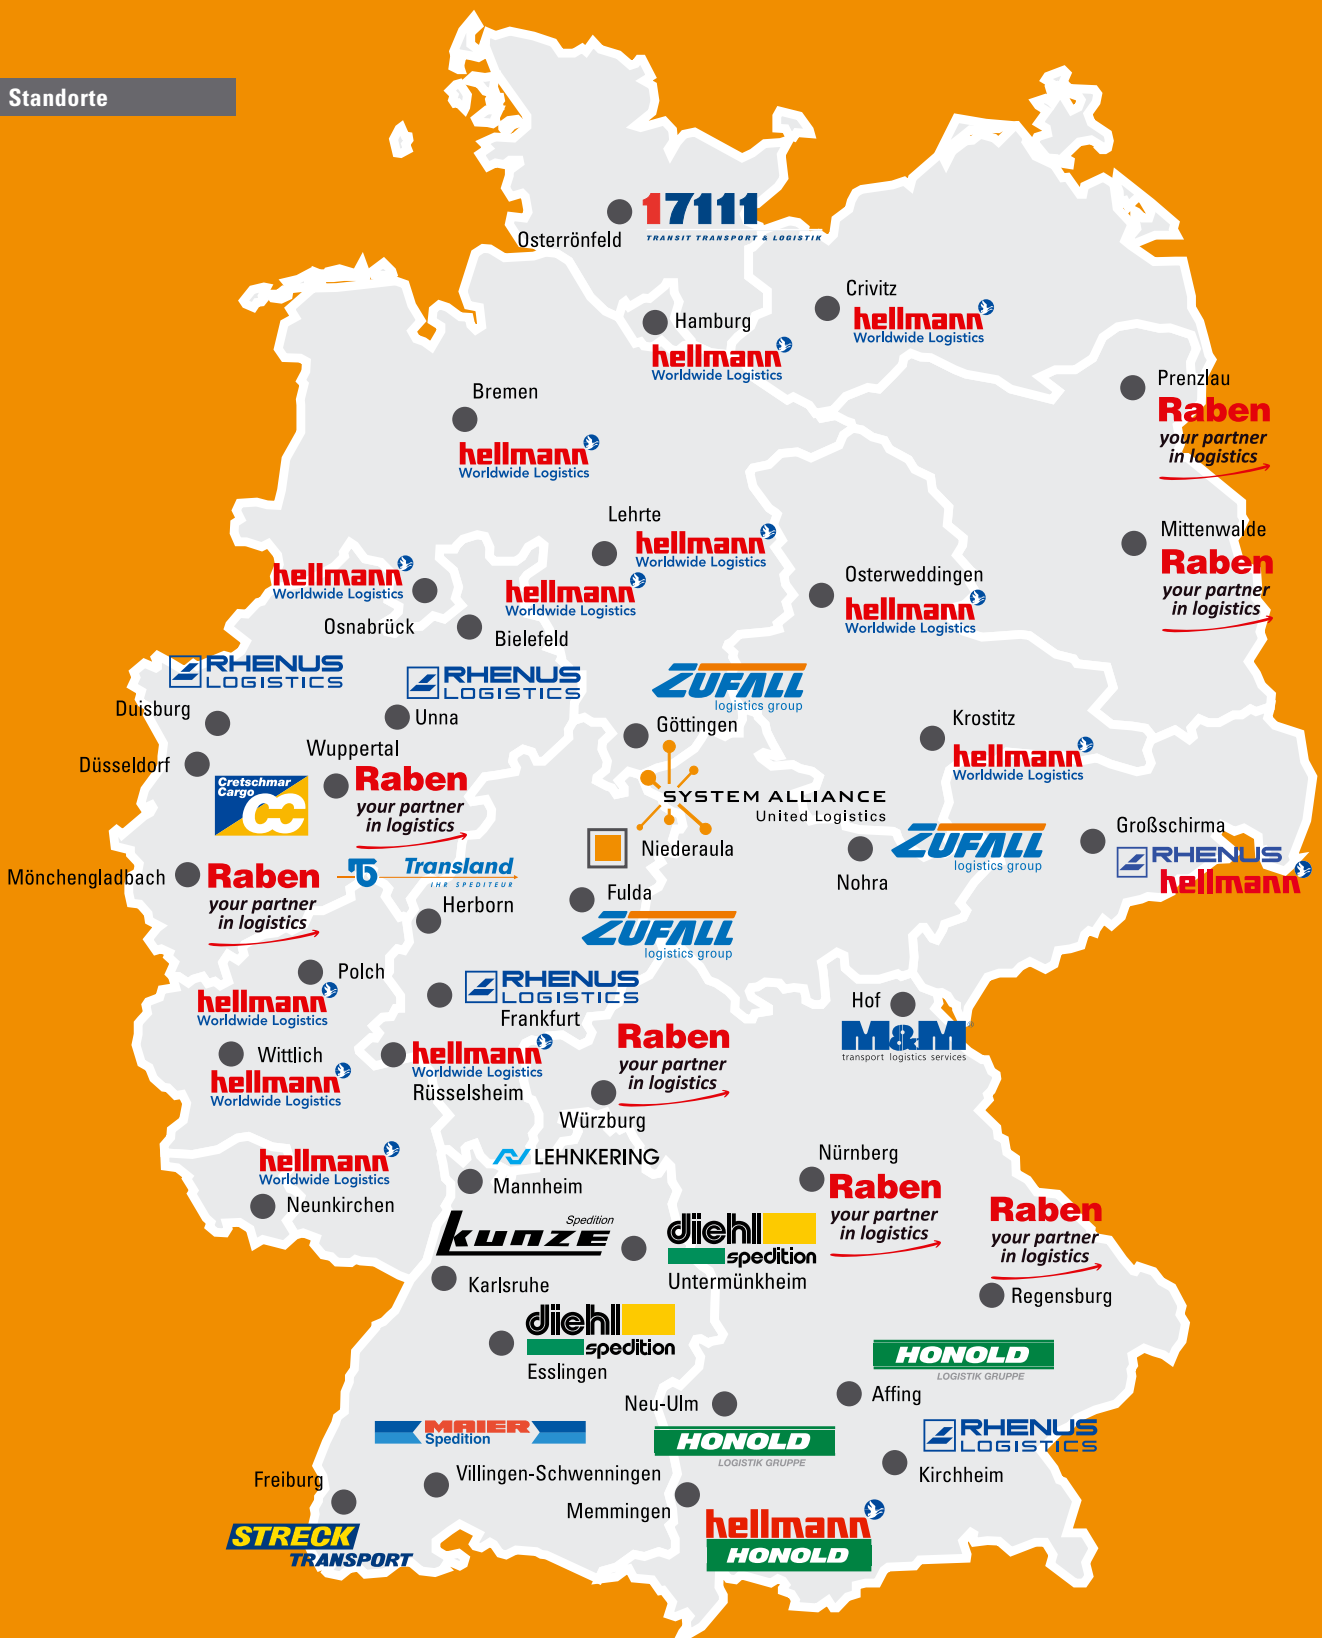 Standorte
17111
TRANSIT TRANSPORT & LOGISTIK
Osterrönfeld
Crivitz
hellmann
Worldwide Logistics
Hamburg
hellmann
Worldwide Logistics
Prenzlau
Raben
your partner
in logistics
Bremen
hellmann
Worldwide Logistics
Lehrte
hellmann
Worldwide Logistics
Mittenwalde
Raben
your partner
in logistics
hellmann
Worldwide Logistics
Osnabrück
hellmann
Worldwide Logistics
Bielefeld
Osterweddingen
hellmann
Worldwide Logistics
RHENUS
LOGISTICS
Duisburg
RHENUS
LOGISTICS
Unna
ZUFALL
logistics group
Göttingen
Krostitz
hellmann
Worldwide Logistics
Düsseldorf
Cretschmar
Cargo
CC
Wuppertal
Raben
your partner
in logistics
SYSTEM ALLIANCE
United Logistics
Niederaula
ZUFALL
logistics group
Nohra
Großschirma
RHENUS
hellmann
Mönchengladbach
Raben
your partner
in logistics
Transland
IHR SPEDITEUR
Herborn
Fulda
ZUFALL
logistics group
Polch
hellmann
Worldwide Logistics
RHENUS
LOGISTICS
Frankfurt
Hof
M&M
transport logistics services
Wittlich
hellmann
Worldwide Logistics
hellmann
Worldwide Logistics
Rüsselsheim
Raben
your partner
in logistics
Würzburg
hellmann
Worldwide Logistics
Neunkirchen
LEHNKERING
Mannheim
Nürnberg
Raben
your partner
in logistics
Raben
your partner
in logistics
Regensburg
Spedition
kunze
Karlsruhe
diehl
spedition
Untermünkheim
diehl
spedition
Esslingen
HONOLD
LOGISTIK GRUPPE
Affing
Neu-Ulm
HONOLD
LOGISTIK GRUPPE
MAIER
Spedition
Villingen-Schwenningen
RHENUS
LOGISTICS
Kirchheim
Freiburg
STRECK
TRANSPORT
Memmingen
hellmann
HONOLD